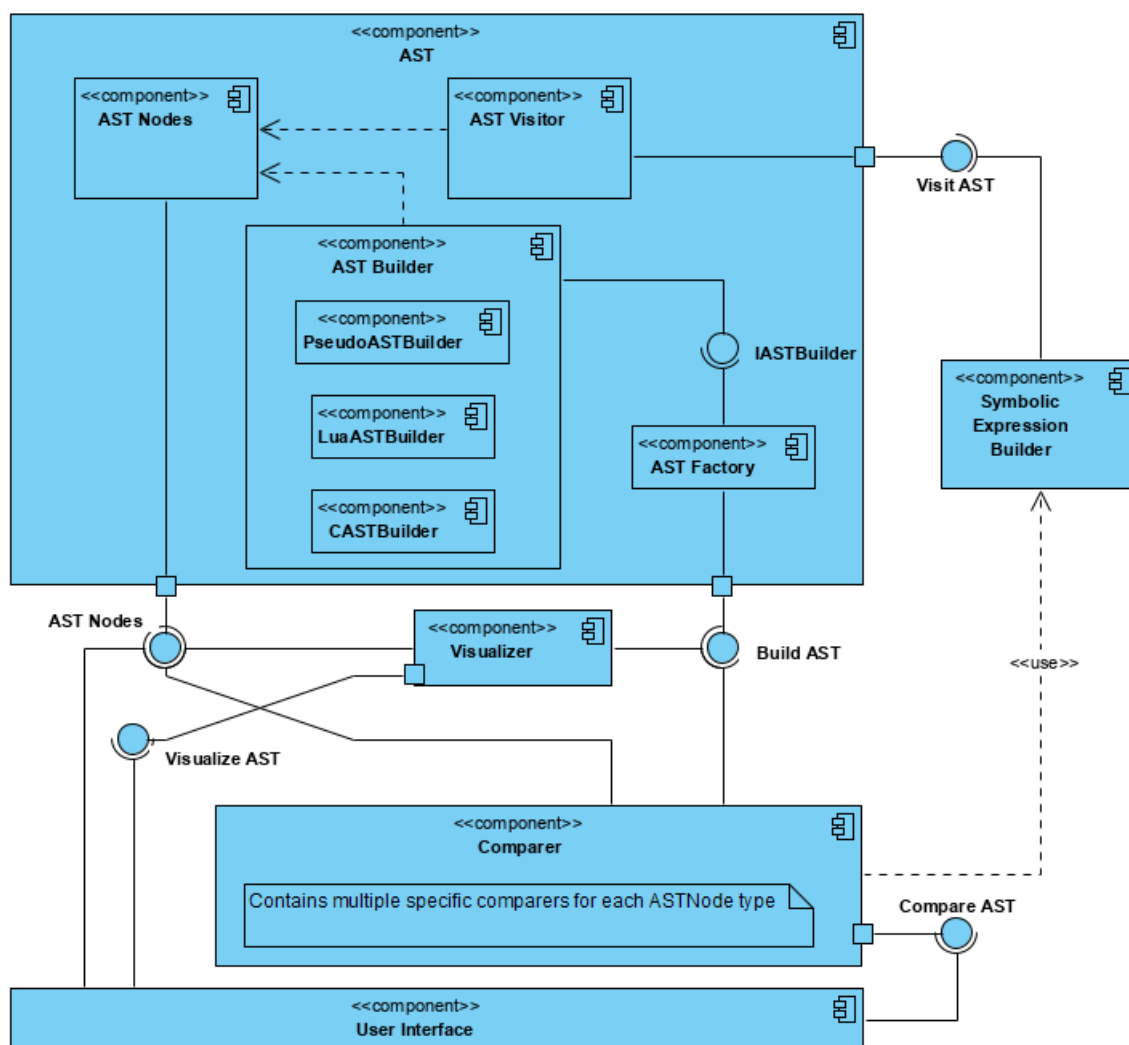 <<component>>
AST
<<component>>
AST Nodes
<<component>>
AST Visitor
Visit AST
<<component>>
AST Builder
<<component>>
PseudoASTBuilder
IASTBuilder
<<component>>
Symbolic
Expression
Builder
<<component>>
LuaASTBuilder
<<component>>
AST Factory
<<component>>
CASTBuilder
AST Nodes
<<component>>
Visualizer
Build AST
<<use>>
Visualize AST
<<component>>
Comparer
Contains multiple specific comparers for each ASTNode type
Compare AST
<<component>>
User Interface